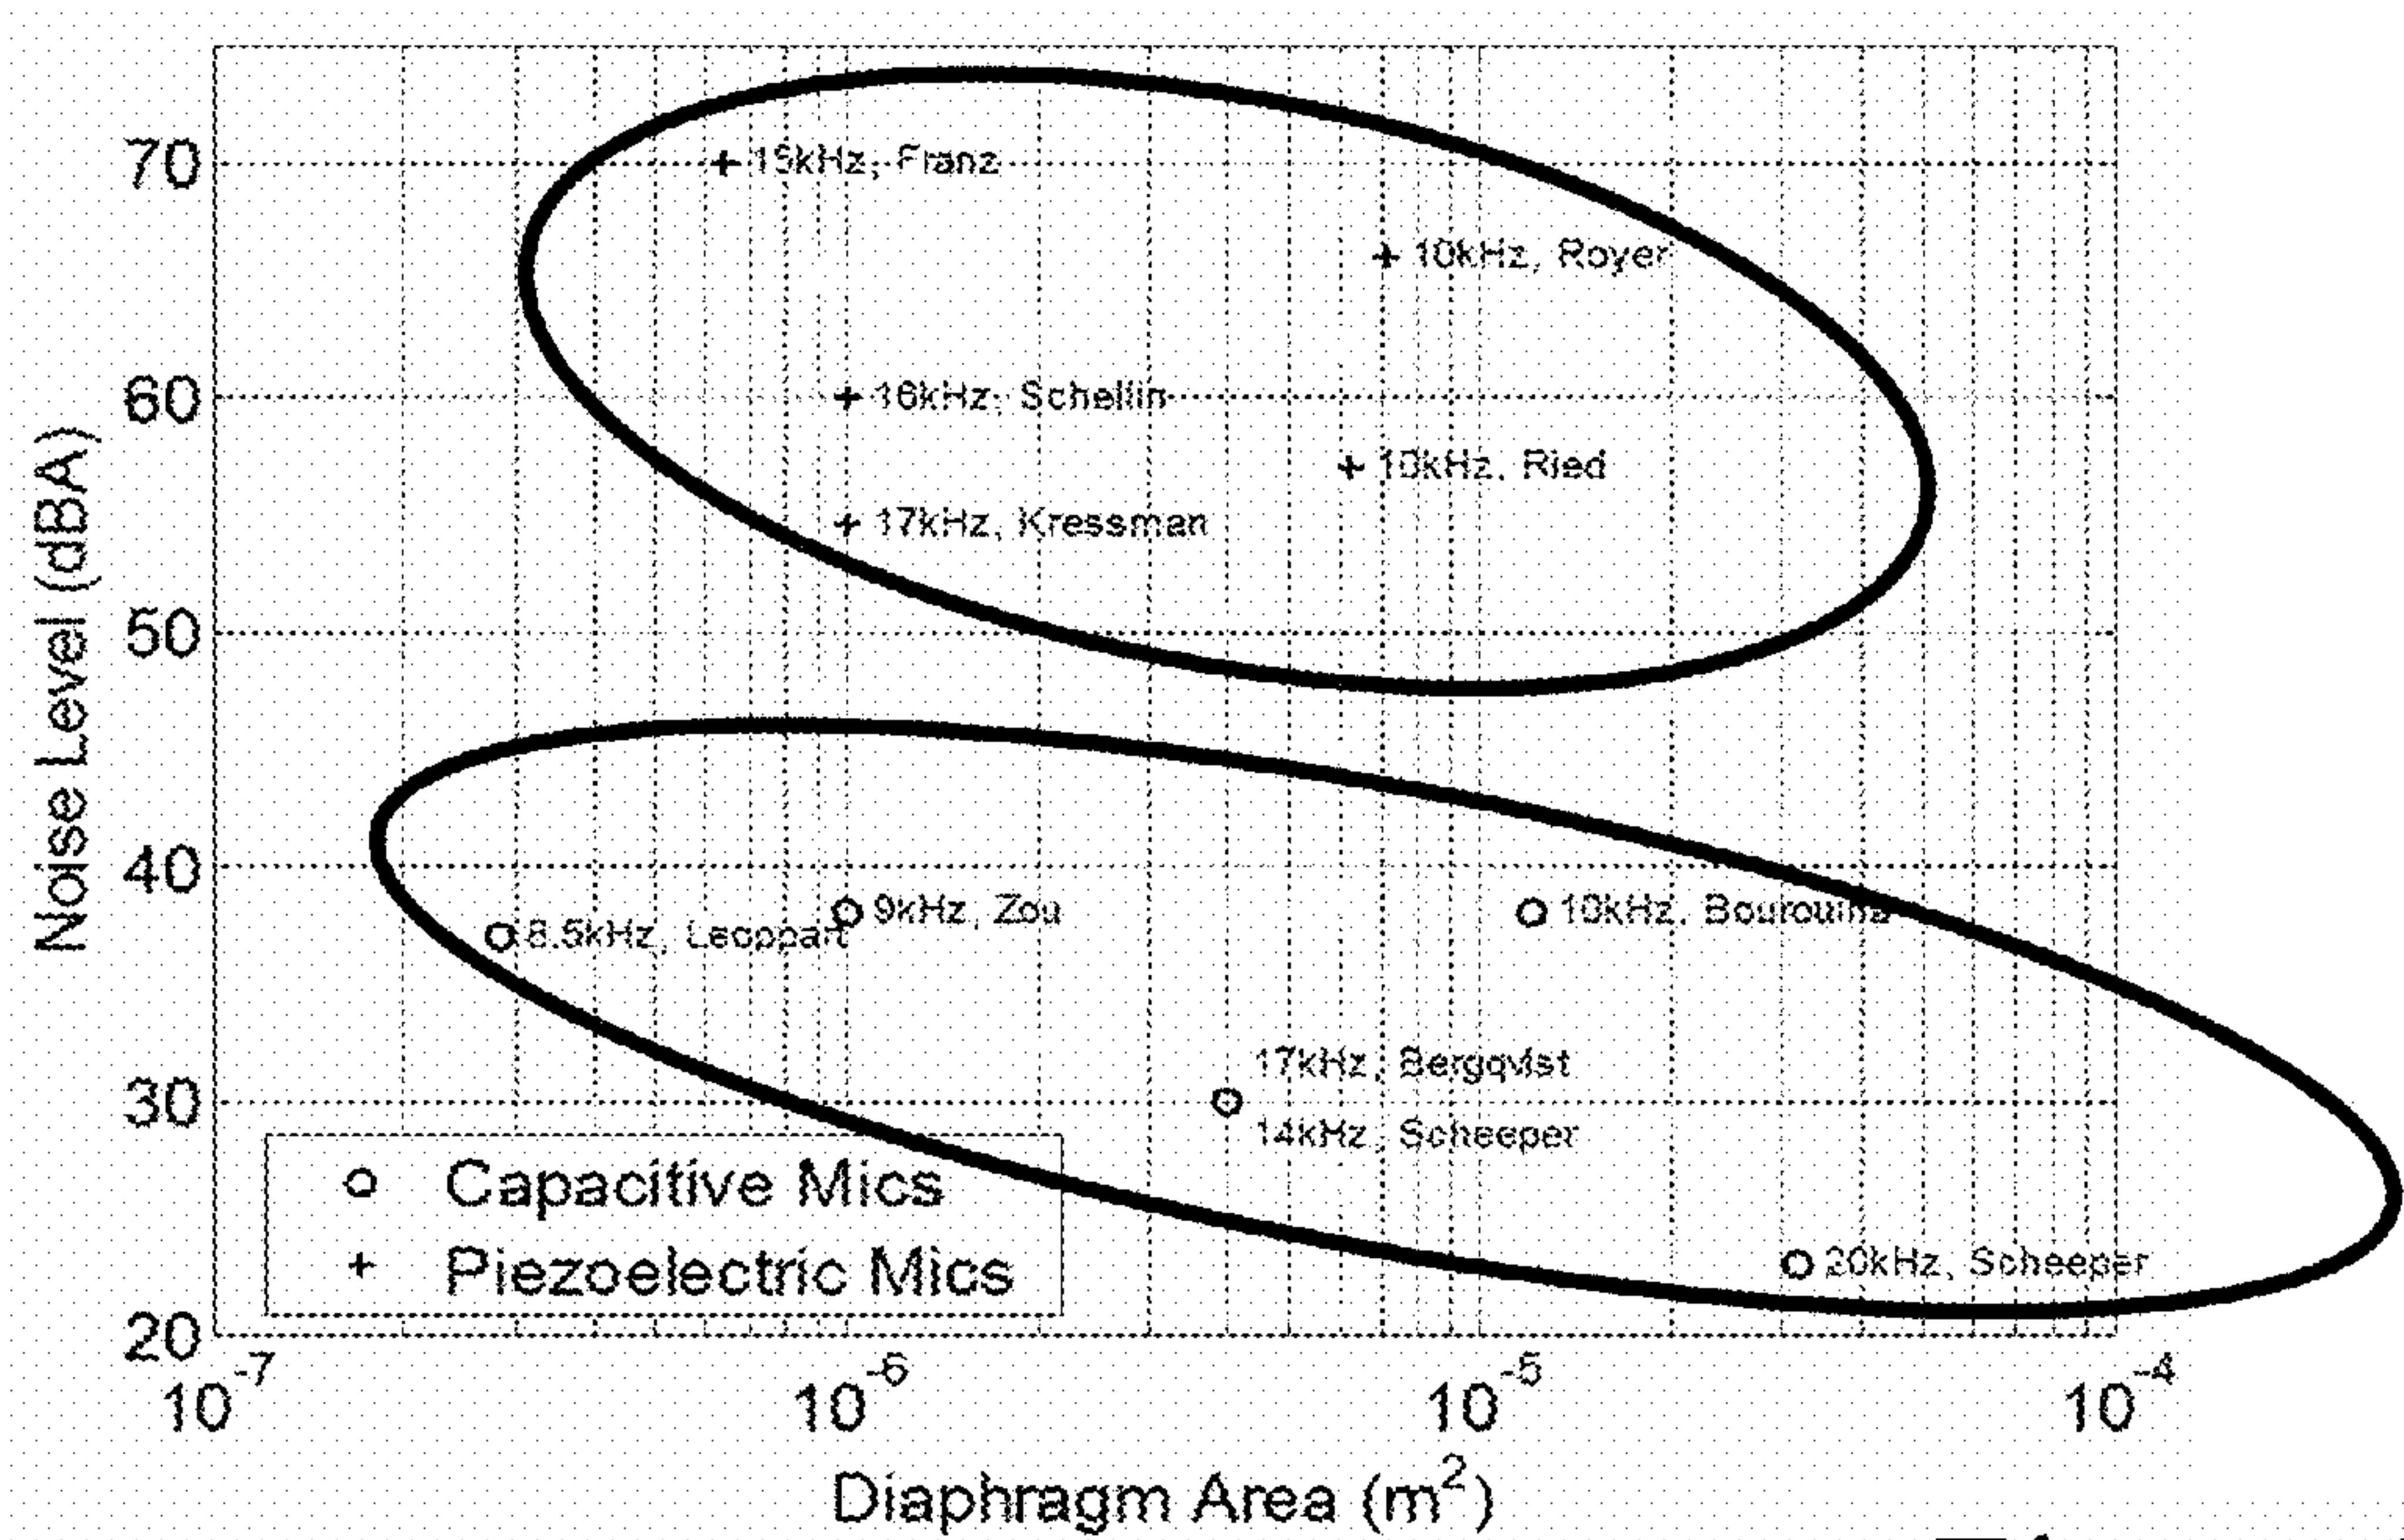 70
60
50
40
30
20
Noise Level (dBA)
15kHz, Franz
10kHz, Royer
16kHz, Schellin
10kHz, Ried
17kHz, Kressman
9kHz, Zou
10kHz, Bourouina
8.5kHz, Leoppart
17kHz, Bergqvist
14kHz, Scheeper
20kHz, Scheeper
Capacitive Mics
Piezoelectric Mics
10^-7
10^-6
10^-5
10^-4
Diaphragm Area (m²)